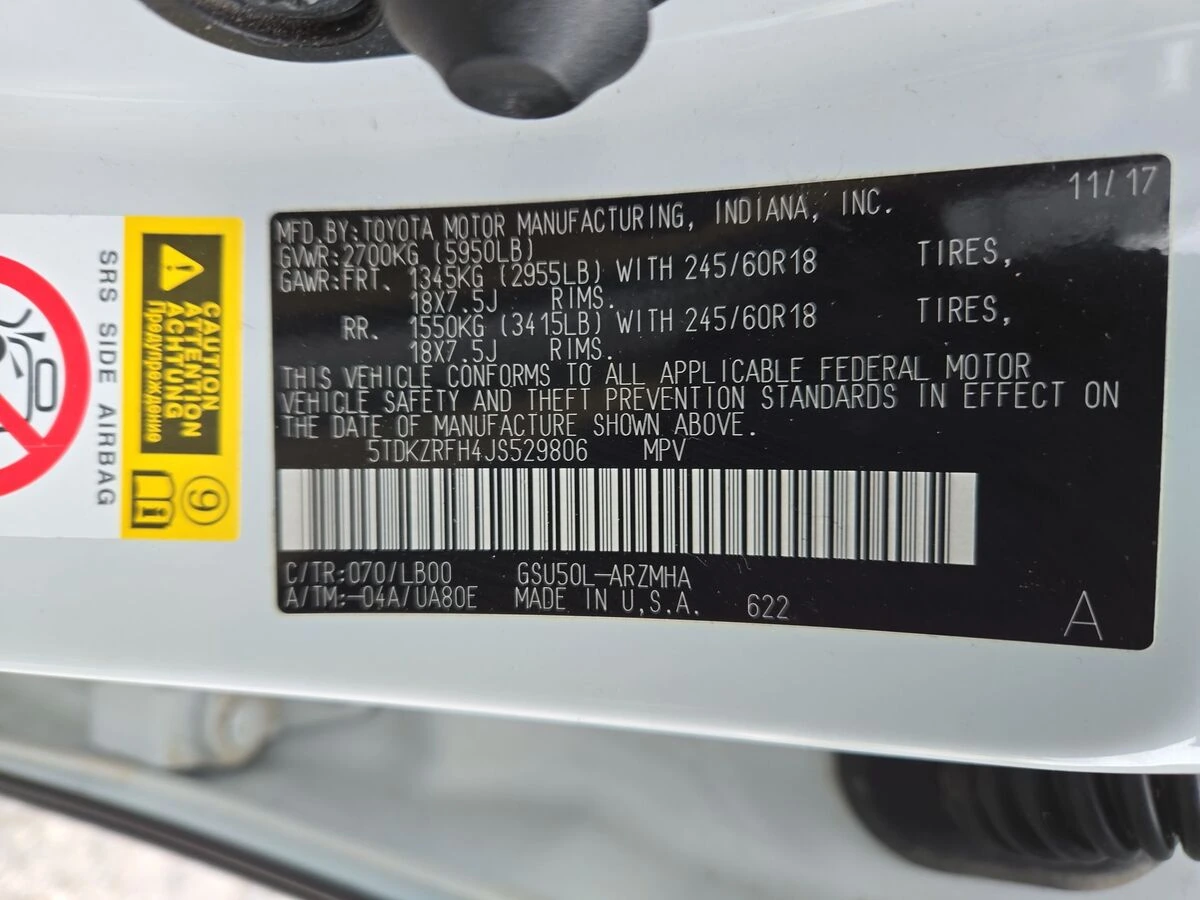 11/17
MFD.BY:TOYOTA MOTOR MANUFACTURING, INDIANA, INC.
GVWR:2700KG (5950LB)
GAWR:FRT. 1345KG (2955LB) WITH 245/60R18 TIRES,
18X7.5J RIMS.
RR. 1550KG (3415LB) WITH 245/60R18 TIRES,
18X7.5J RIMS.
THIS VEHICLE CONFORMS TO ALL APPLICABLE FEDERAL MOTOR
VEHICLE SAFETY AND THEFT PREVENTION STANDARDS IN EFFECT ON
THE DATE OF MANUFACTURE SHOWN ABOVE.
5TDKZRFH4JS529806 MPV
C/TR:070/LB00 GSU50L-ARZMHA
A/TM:-04A/UA80E MADE IN U.S.A. 622
A
SRS SIDE AIRBAG
CAUTION
ATTENTION
ACHTUNG
Предупреждение
9